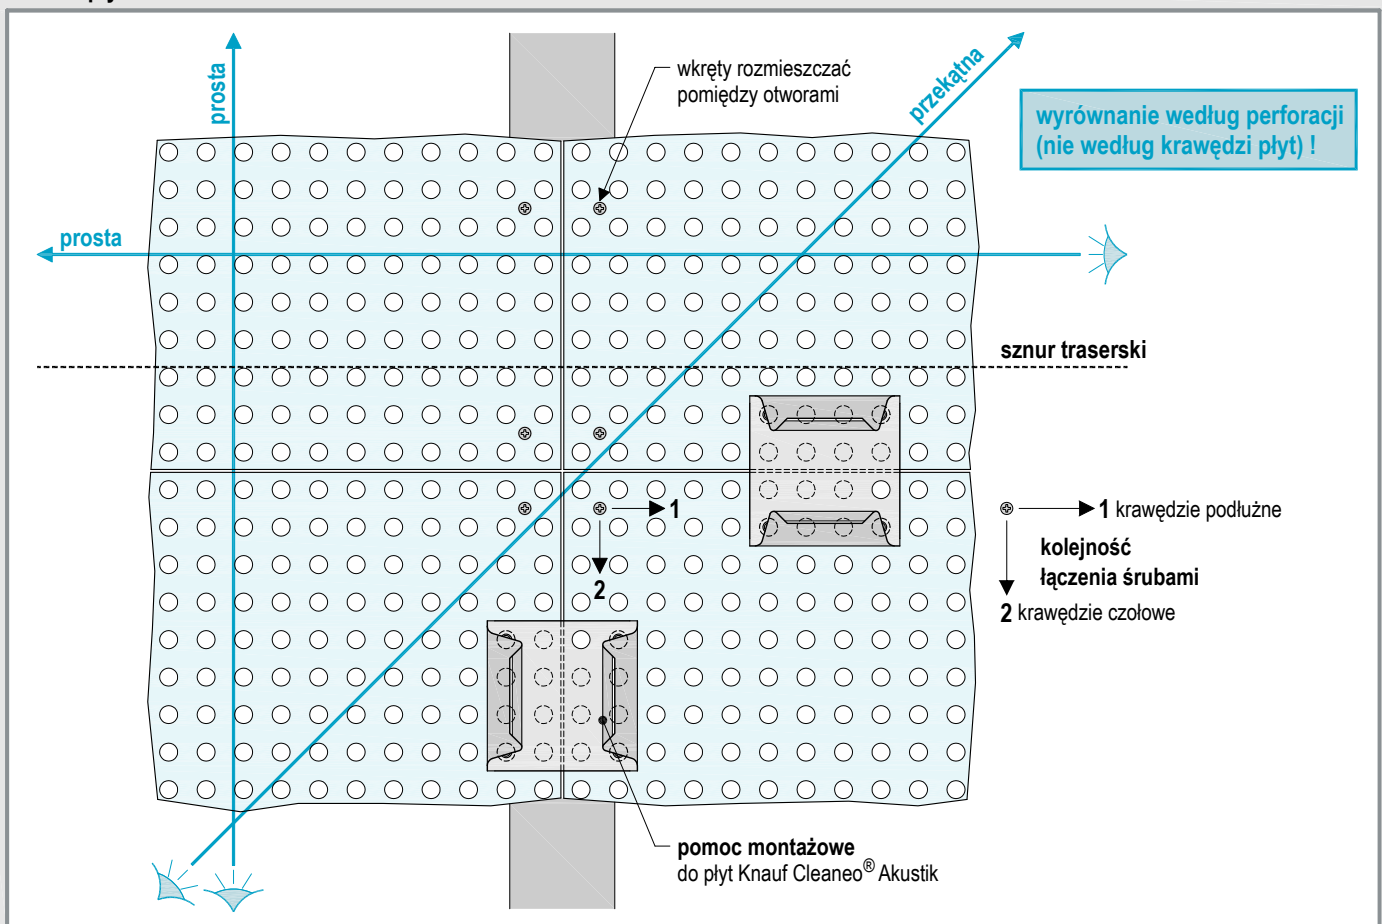 prosta
wkręty rozmieszczać
pomiędzy otworami
przekątna
wyrównanie według perforacji
(nie według krawędzi płyt) !
prosta
sznur traserski
1
2
1 krawędzie podłużne
kolejność
łączenia śrubami
2 krawędzie czołowe
pomoc montażowe
do płyt Knauf Cleaneo® Akustik